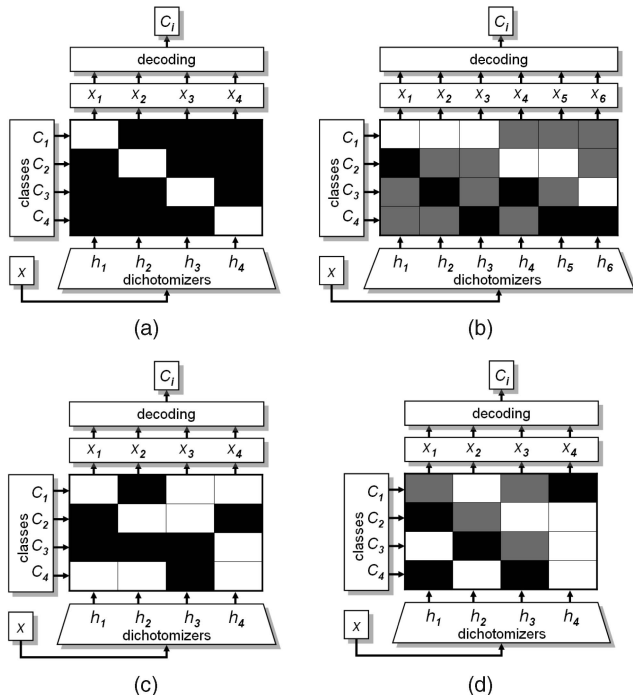 C_i
decoding
x_1 x_2 x_3 x_4
classes
C_1
C_2
C_3
C_4
x
h_1 h_2 h_3 h_4
dichotomizers
(a)
C_i
decoding
x_1 x_2 x_3 x_4 x_5 x_6
classes
C_1
C_2
C_3
C_4
x
h_1 h_2 h_3 h_4 h_5 h_6
dichotomizers
(b)
C_i
decoding
x_1 x_2 x_3 x_4
classes
C_1
C_2
C_3
C_4
x
h_1 h_2 h_3 h_4
dichotomizers
(c)
C_i
decoding
x_1 x_2 x_3 x_4
classes
C_1
C_2
C_3
C_4
x
h_1 h_2 h_3 h_4
dichotomizers
(d)